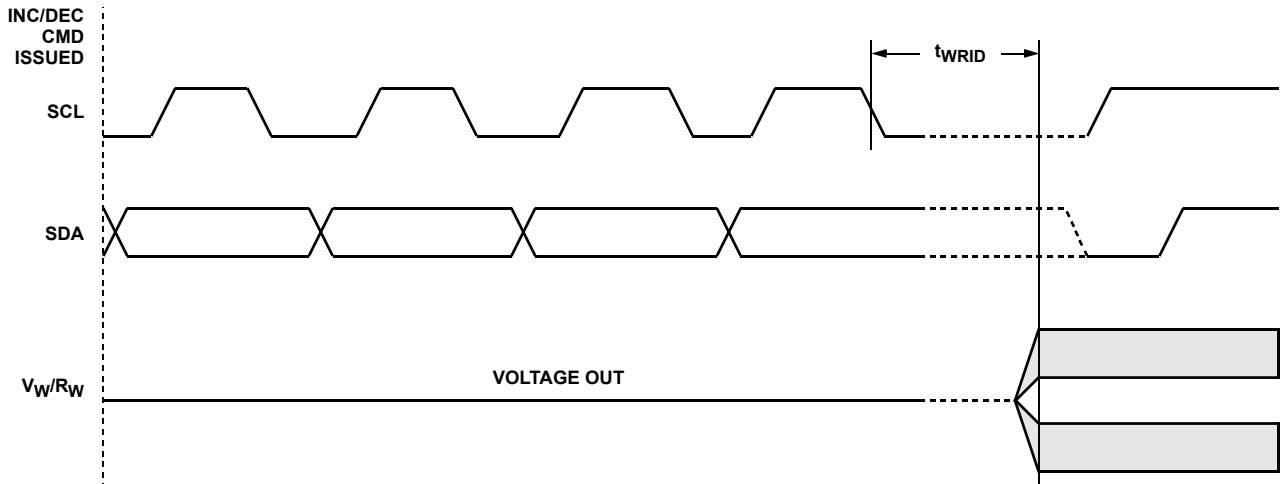 INC/DEC
CMD
ISSUED
tWRID
SCL
SDA
VOLTAGE OUT
VW/RW